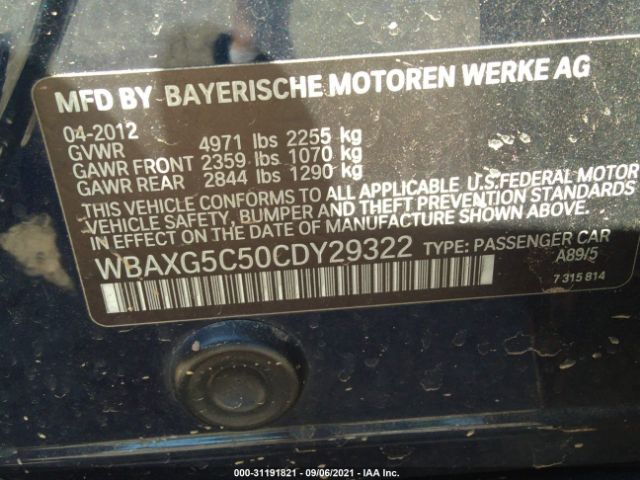 MFD BY BAYERISCHE MOTOREN WERKE AG
04-2012
GVWR 4971 lbs 2255 kg
GAWR FRONT 2359 lbs 1070 kg
GAWR REAR 2844 lbs 1290 kg
THIS VEHICLE CONFORMS TO ALL APPLICABLE U.S.FEDERAL MOTOR
VEHICLE SAFETY, BUMPER AND THEFT PREVENTION STANDARDS
IN EFFECT ON THE DATE OF MANUFACTURE SHOWN ABOVE.
WBAXG5C50CDY29322 TYPE: PASSENGER CAR
A89/5
7 315 814
000-31191821 - 09/06/2021 - IAA Inc.